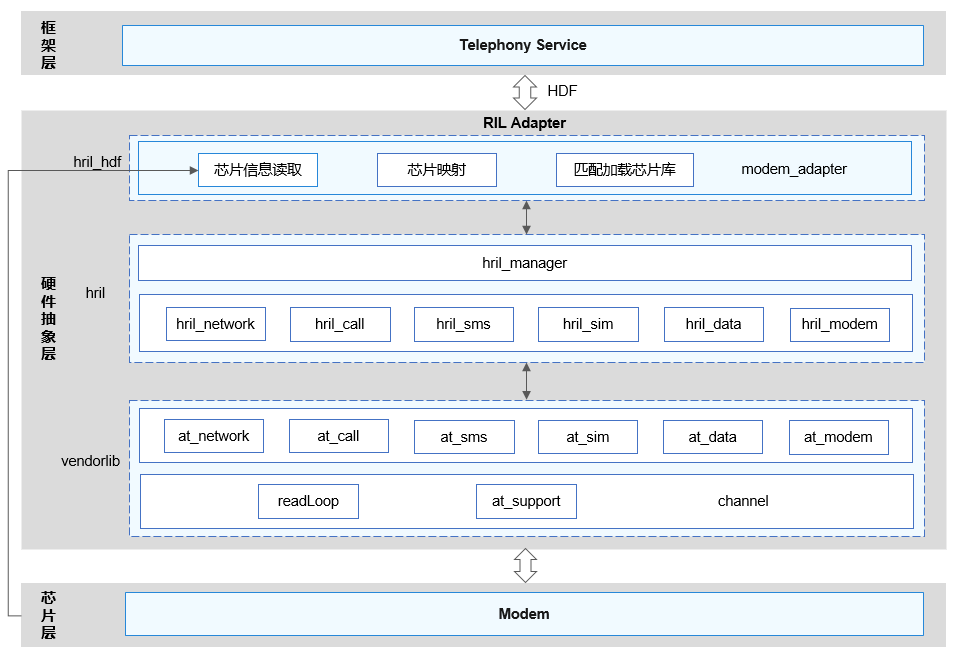 框架层
Telephony Service
HDF
RIL Adapter
hril_hdf
芯片信息读取
芯片映射
匹配加载芯片库
modem_adapter
硬件抽象层
hril
hril_manager
hril_network
hril_call
hril_sms
hril_sim
hril_data
hril_modem
vendorlib
at_network
at_call
at_sms
at_sim
at_data
at_modem
readLoop
at_support
channel
芯片层
Modem